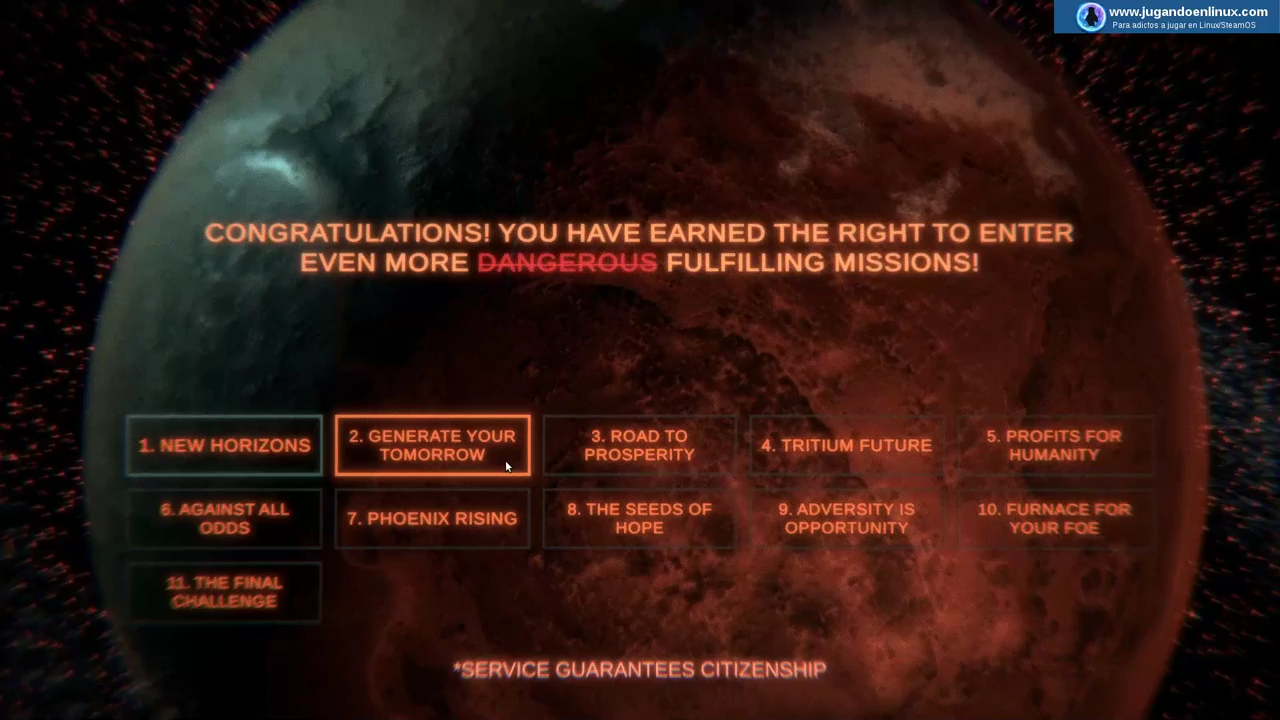 www.jugandoenlinux.com
Para adictos a jugar en Linux/SteamOS
CONGRATULATIONS! YOU HAVE EARNED THE RIGHT TO ENTER
EVEN MORE DANGEROUS FULFILLING MISSIONS!
1. NEW HORIZONS
2. GENERATE YOUR
TOMORROW
3. ROAD TO
PROSPERITY
4. TRITIUM FUTURE
5. PROFITS FOR
HUMANITY
6. AGAINST ALL
ODDS
7. PHOENIX RISING
8. THE SEEDS OF
HOPE
9. ADVERSITY IS
OPPORTUNITY
10. FURNACE FOR
YOUR FOE
11. THE FINAL
CHALLENGE
*SERVICE GUARANTEES CITIZENSHIP